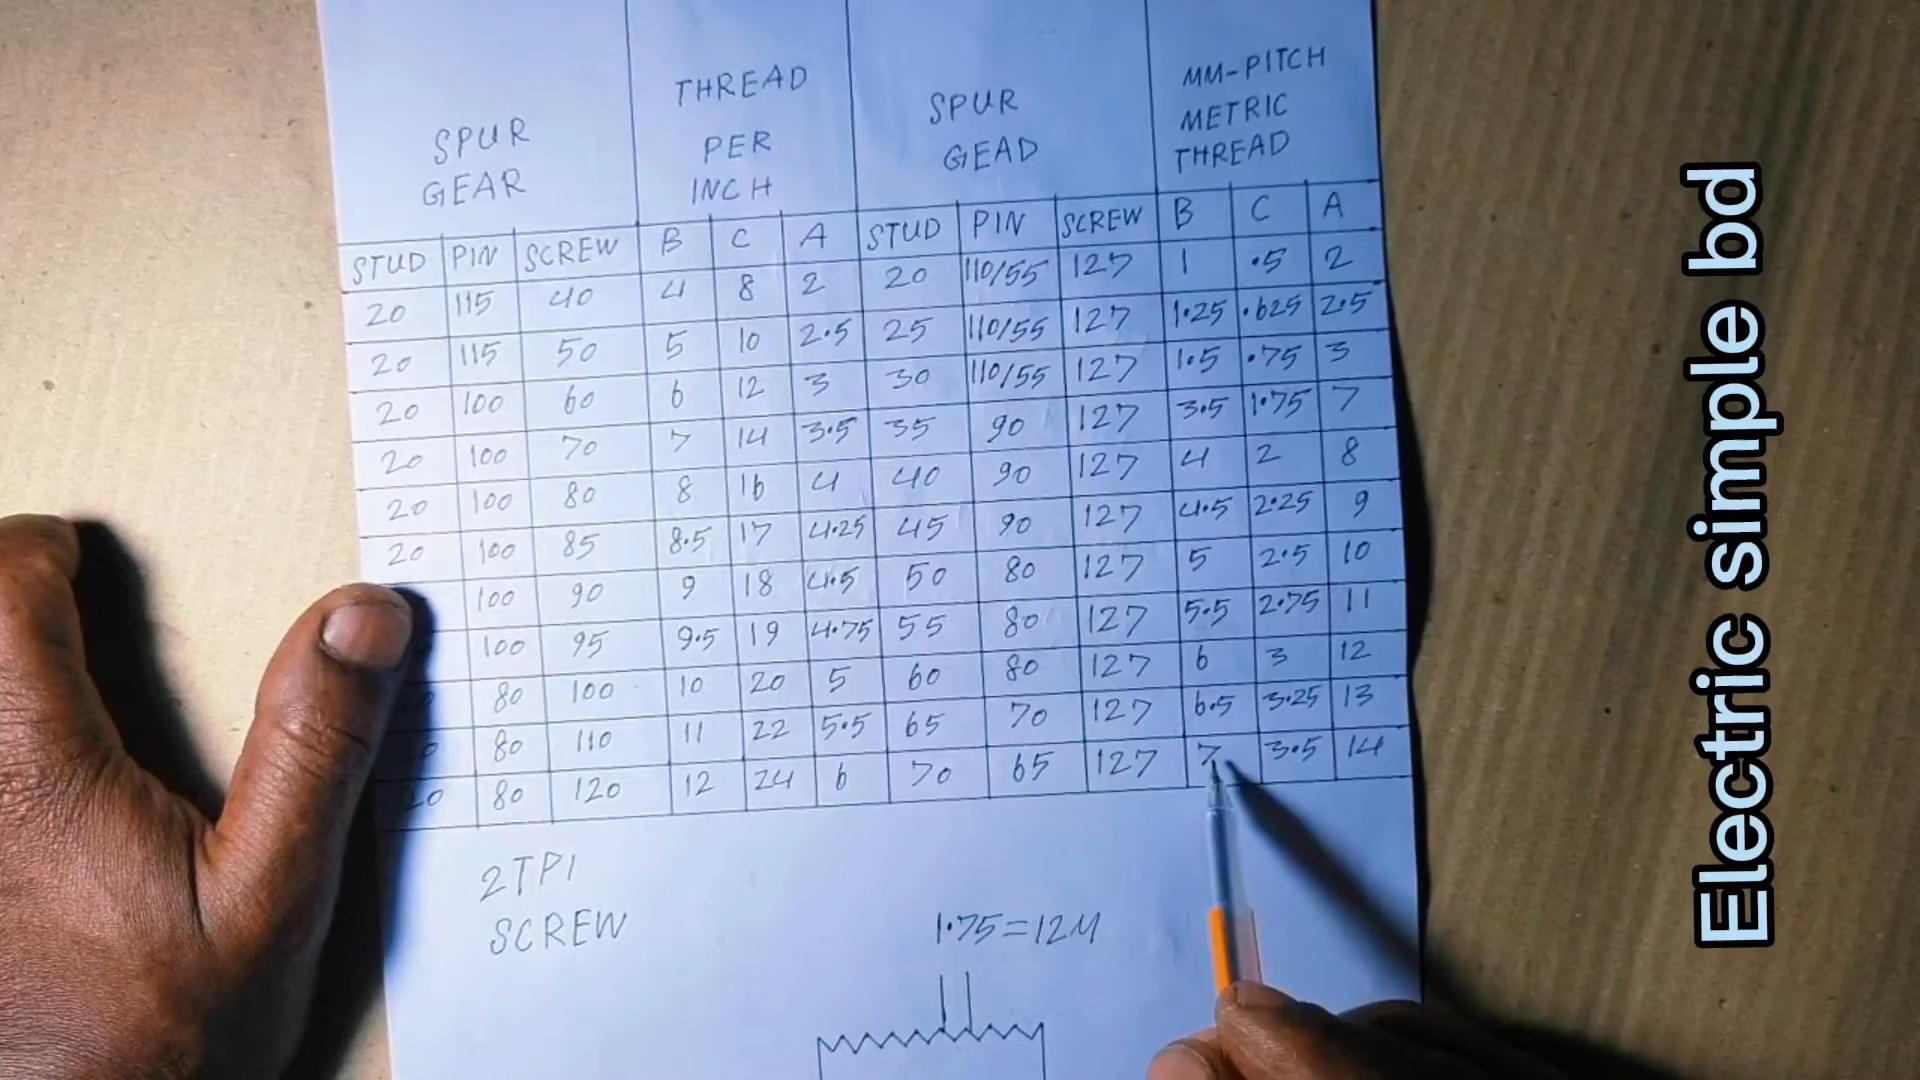 SPUR GEAR THREAD PER INCH SPUR GEAD MM-PITCH METRIC THREAD
STUD PIN SCREW B C A STUD PIN SCREW B C A
20 115 40 4 8 2 20 110/55 127 1 .5 2
20 115 50 5 10 2.5 25 110/55 127 1.25 .625 2.5
20 100 60 6 12 3 30 110/55 127 1.5 .75 3
20 100 70 7 14 3.5 35 90 127 3.5 1.75 7
20 100 80 8 16 4 40 90 127 4 2 8
20 100 85 8.5 17 4.25 45 90 127 4.5 2.25 9
100 90 9 18 4.5 50 80 127 5 2.5 10
100 95 9.5 19 4.75 55 80 127 5.5 2.75 11
80 100 10 20 5 60 80 127 6 3 12
80 110 11 22 5.5 65 70 127 6.5 3.25 13
20 80 120 12 24 6 70 65 127 7 3.5 14
2TPI
SCREW
1.75=12M
Electric simple bd